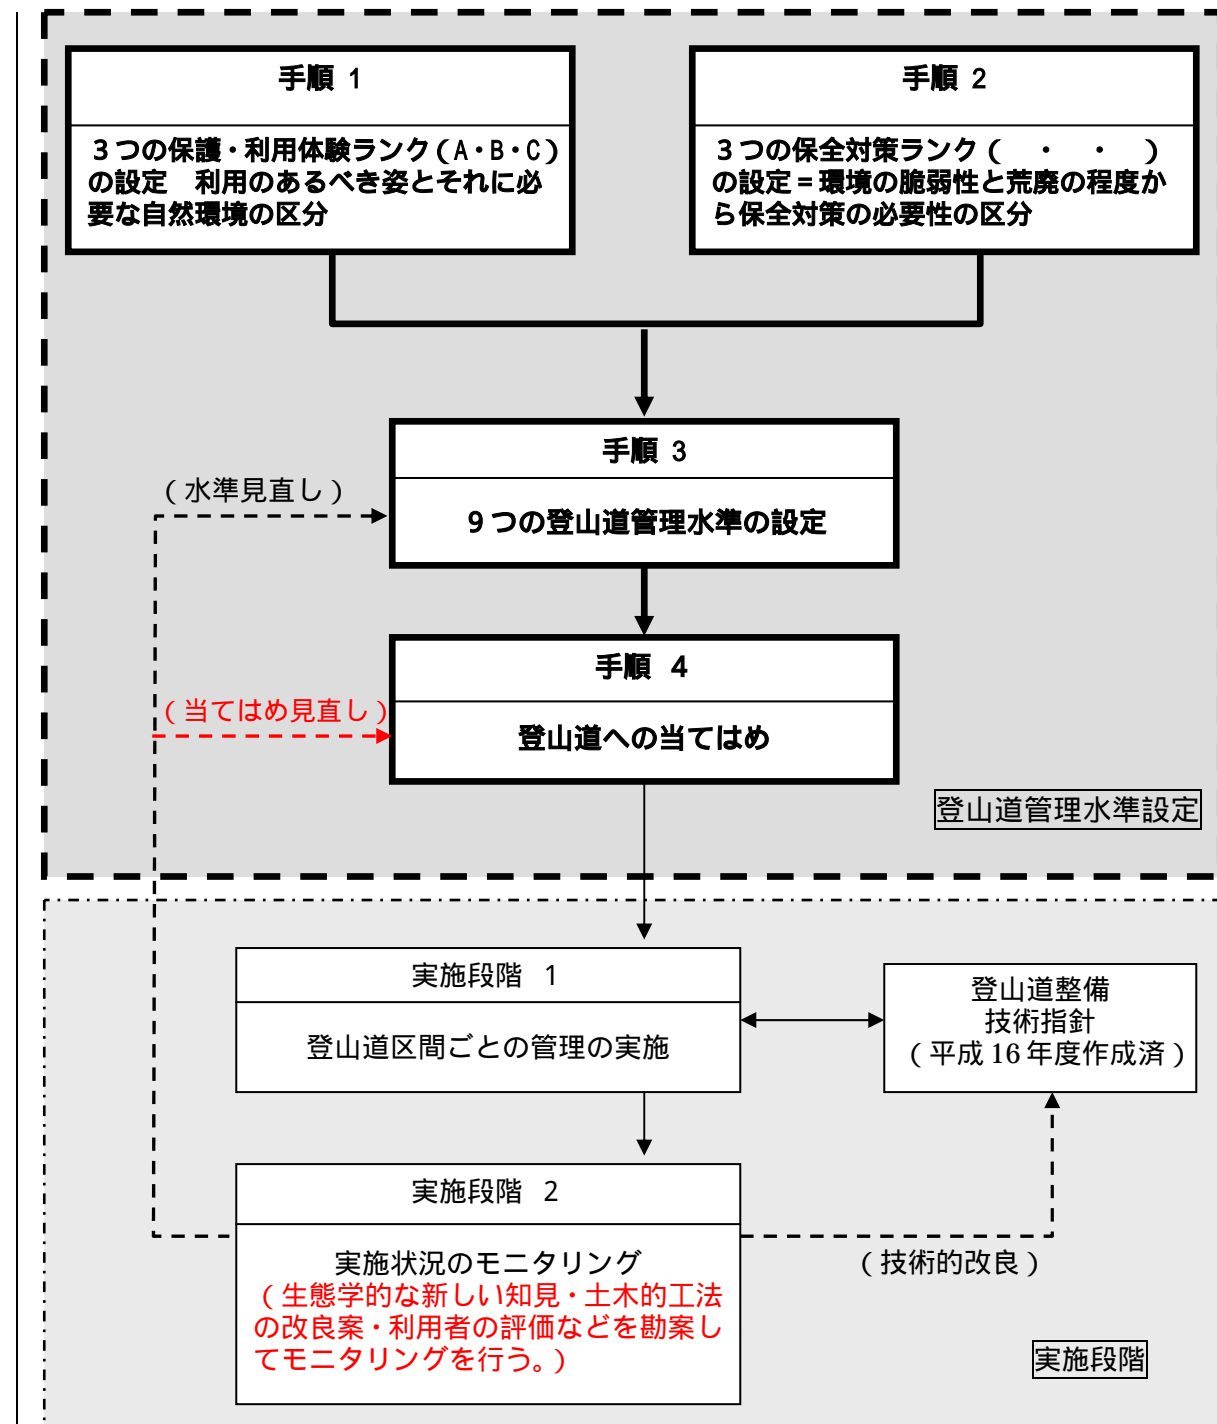 手順 1
3つの保護・利用体験ランク(A・B・C)
の設定　利用のあるべき姿とそれに必
要な自然環境の区分
手順 2
3つの保全対策ランク(　・　・　)
の設定=環境の脆弱性と荒廃の程度か
ら保全対策の必要性の区分
手順 3
9つの登山道管理水準の設定
(水準見直し)
手順 4
登山道への当てはめ
(当てはめ見直し)
登山道管理水準設定
実施段階 1
登山道区間ごとの管理の実施
登山道整備
技術指針
(平成16年度作成済)
実施段階 2
実施状況のモニタリング
(生態学的な新しい知見・土木的工法
の改良案・利用者の評価などを勘案し
てモニタリングを行う。)
(技術的改良)
実施段階